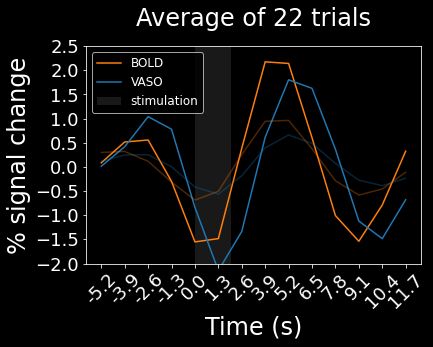 Average of 22 trials
% signal change
2.5
2.0
1.5
1.0
0.5
0.0
−0.5
−1.0
−1.5
−2.0
BOLD
VASO
stimulation
-5.2 -3.9 -2.6 -1.3 0.0 1.3 2.6 3.9 5.2 6.5 7.8 9.1 10.4 11.7
Time (s)